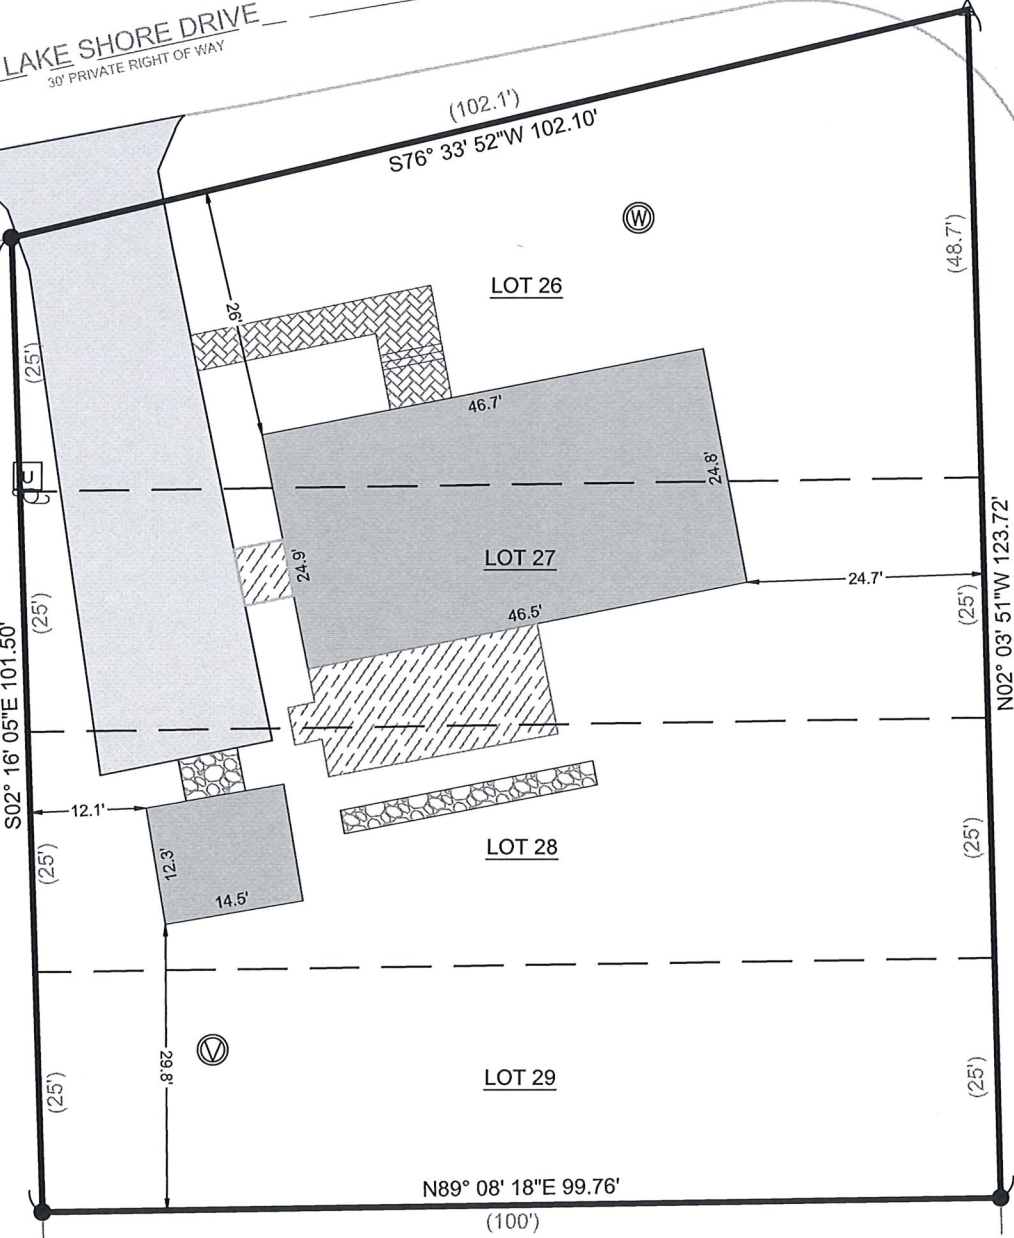 LAKE SHORE DRIVE
30' PRIVATE RIGHT OF WAY
(102.1')
S76° 33' 52"W 102.10'
W
(48.7')
LOT 26
26'
(25')
46.7'
24.8'
U
LOT 27
24.9'
24.7'
N02° 03' 51"W 123.72'
(25')
(25')
46.5'
S02° 16' 05"E 101.50'
12.1'
LOT 28
(25')
(25')
12.3'
14.5'
V
29.8'
LOT 29
(25')
(25')
N89° 08' 18"E 99.76'
(100')